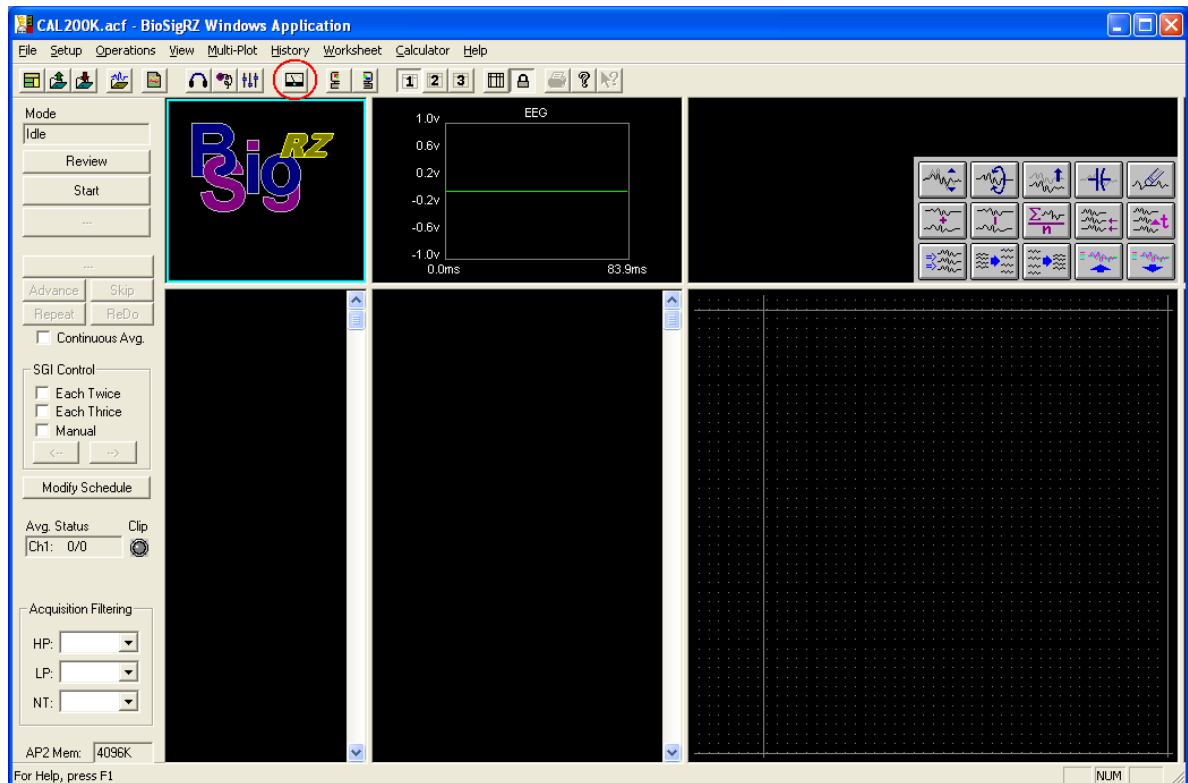 CAL200K.acf - BioSigRZ Windows Application
File Setup Operations View Multi-Plot History Worksheet Calculator Help
1 2 3
Mode
Idle
Review
Start
...
...
Advance Skip
Repeat ReDo
Continuous Avg.
SGI Control
Each Twice
Each Thrice
Manual
<-- -->
Modify Schedule
Avg. Status Clip
Ch1: 0/0
Acquisition Filtering
HP:
LP:
NT:
AP2 Mem: 4096K
BioSig RZ
EEG
1.0v
0.6v
0.2v
-0.2v
-0.6v
-1.0v
0.0ms 83.9ms
Σ
n
t
For Help, press F1
NUM